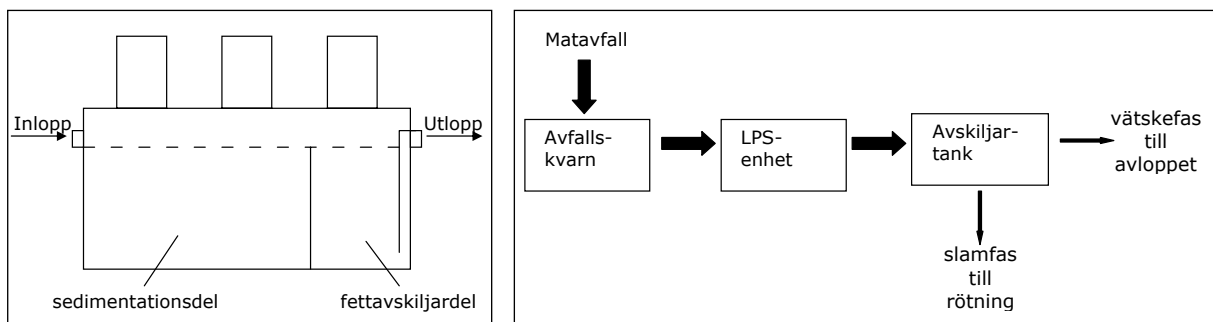 Inlopp
Utlopp
sedimentationsdel
fettavskiljardel
Matavfall
Avfalls-
kvarn
LPS-
enhet
Avskiljar-
tank
vätskefas
till
avloppet
slamfas
till
rötning